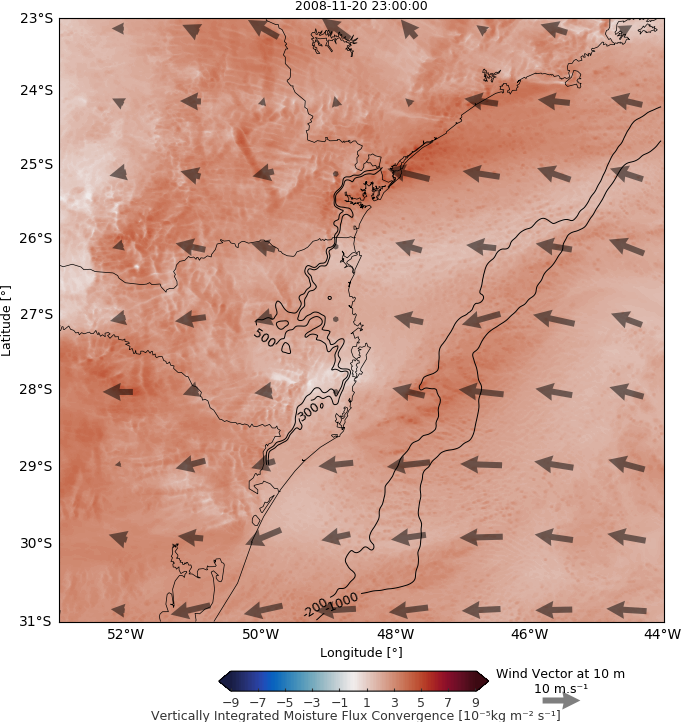 2008-11-20 23:00:00
23°S
24°S
25°S
26°S
27°S
28°S
29°S
30°S
31°S
Latitude [°]
500
300
-200
-1000
52°W 50°W 48°W 46°W 44°W
Longitude [°]
Wind Vector at 10 m
10 m.s⁻¹
−9 −7 −5 −3 −1 1 3 5 7 9
Vertically Integrated Moisture Flux Convergence [10⁻⁵kg m⁻² s⁻¹]